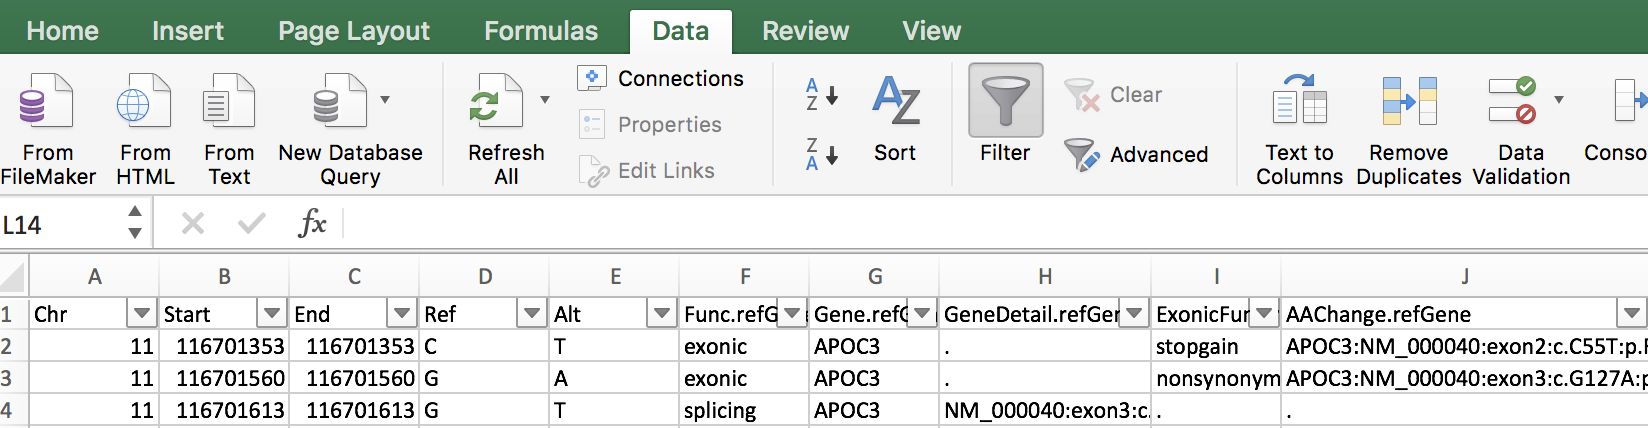 Home Insert Page Layout Formulas Data Review View
From FileMaker From HTML From Text New Database Query Refresh All Connections Properties Edit Links A Z Z A Sort Filter Clear Advanced Text to Columns Remove Duplicates Data Validation Conso
L14 fx
A B C D E F G H I J
1 Chr Start End Ref Alt Func.refG Gene.refG GeneDetail.refGer ExonicFur AAChange.refGene
2 11 116701353 116701353 C T exonic APOC3 . stopgain APOC3:NM_000040:exon2:c.C55T:p.
3 11 116701560 116701560 G A exonic APOC3 . nonsynonym APOC3:NM_000040:exon3:c.G127A:p
4 11 116701613 116701613 G T splicing APOC3 NM_000040:exon3:c. . .